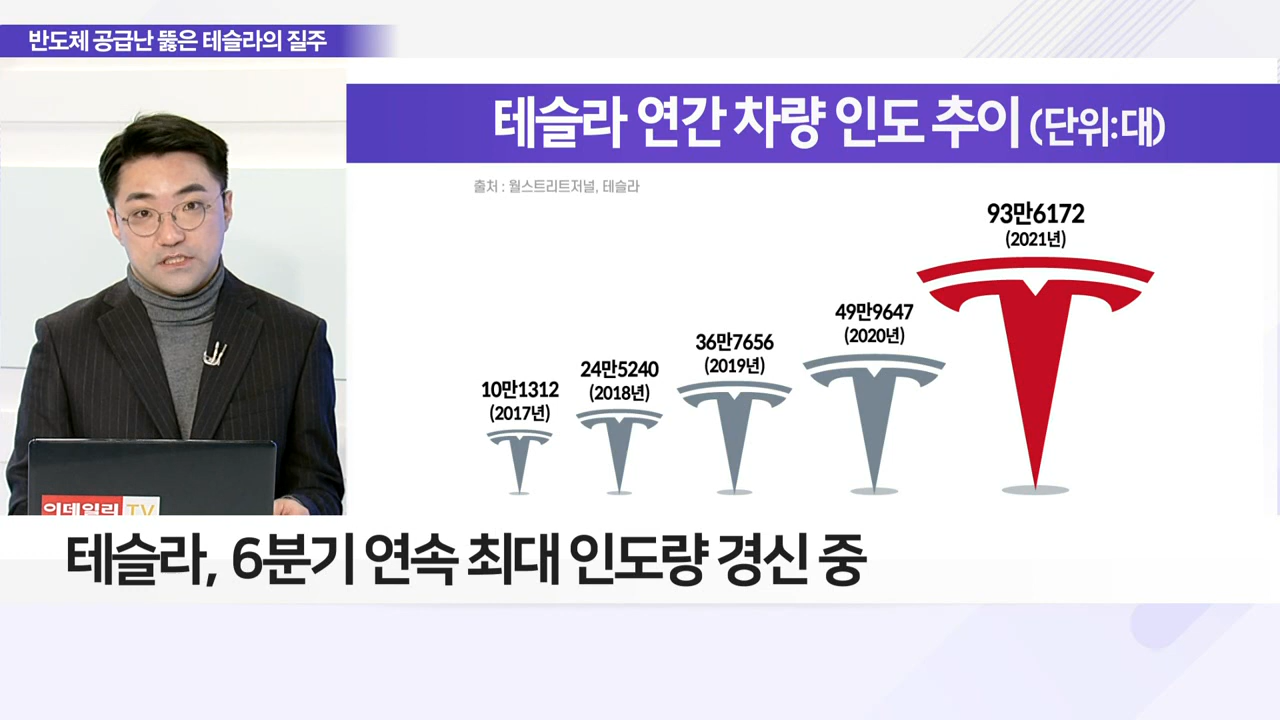 반도체 공급난 뚫은 테슬라의 질주
테슬라 연간 차량 인도 추이 (단위:대)
출처 : 월스트리트저널, 테슬라
93만6172
(2021년)
49만9647
(2020년)
36만7656
(2019년)
24만5240
(2018년)
10만1312
(2017년)
이데일리 TV
테슬라, 6분기 연속 최대 인도량 경신 중